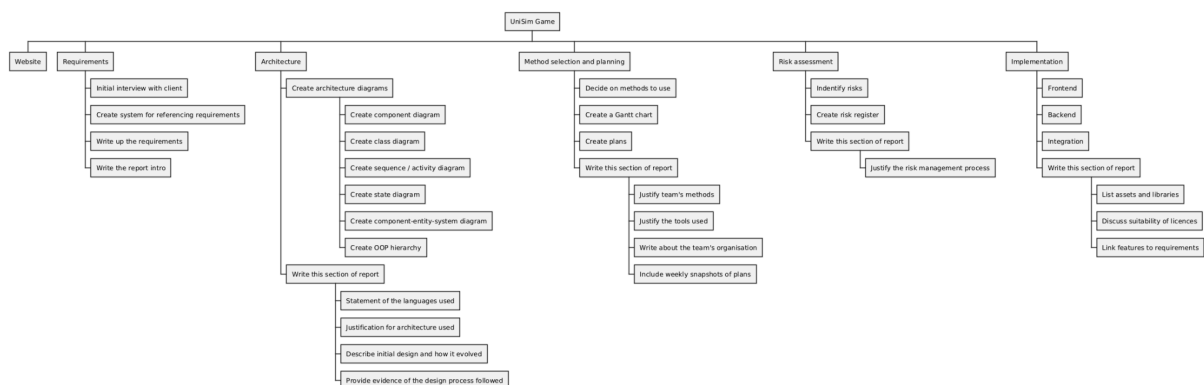 UniSim Game
Website
Requirements
Initial interview with client
Create system for referencing requirements
Write up the requirements
Write the report intro
Architecture
Create architecture diagrams
Create component diagram
Create class diagram
Create sequence / activity diagram
Create state diagram
Create component-entity-system diagram
Create OOP hierarchy
Write this section of report
Statement of the languages used
Justification for architecture used
Describe initial design and how it evolved
Provide evidence of the design process followed
Method selection and planning
Decide on methods to use
Create a Gantt chart
Create plans
Write this section of report
Justify team's methods
Justify the tools used
Write about the team's organisation
Include weekly snapshots of plans
Risk assessment
Indentify risks
Create risk register
Write this section of report
Justify the risk management process
Implementation
Frontend
Backend
Integration
Write this section of report
List assets and libraries
Discuss suitability of licences
Link features to requirements